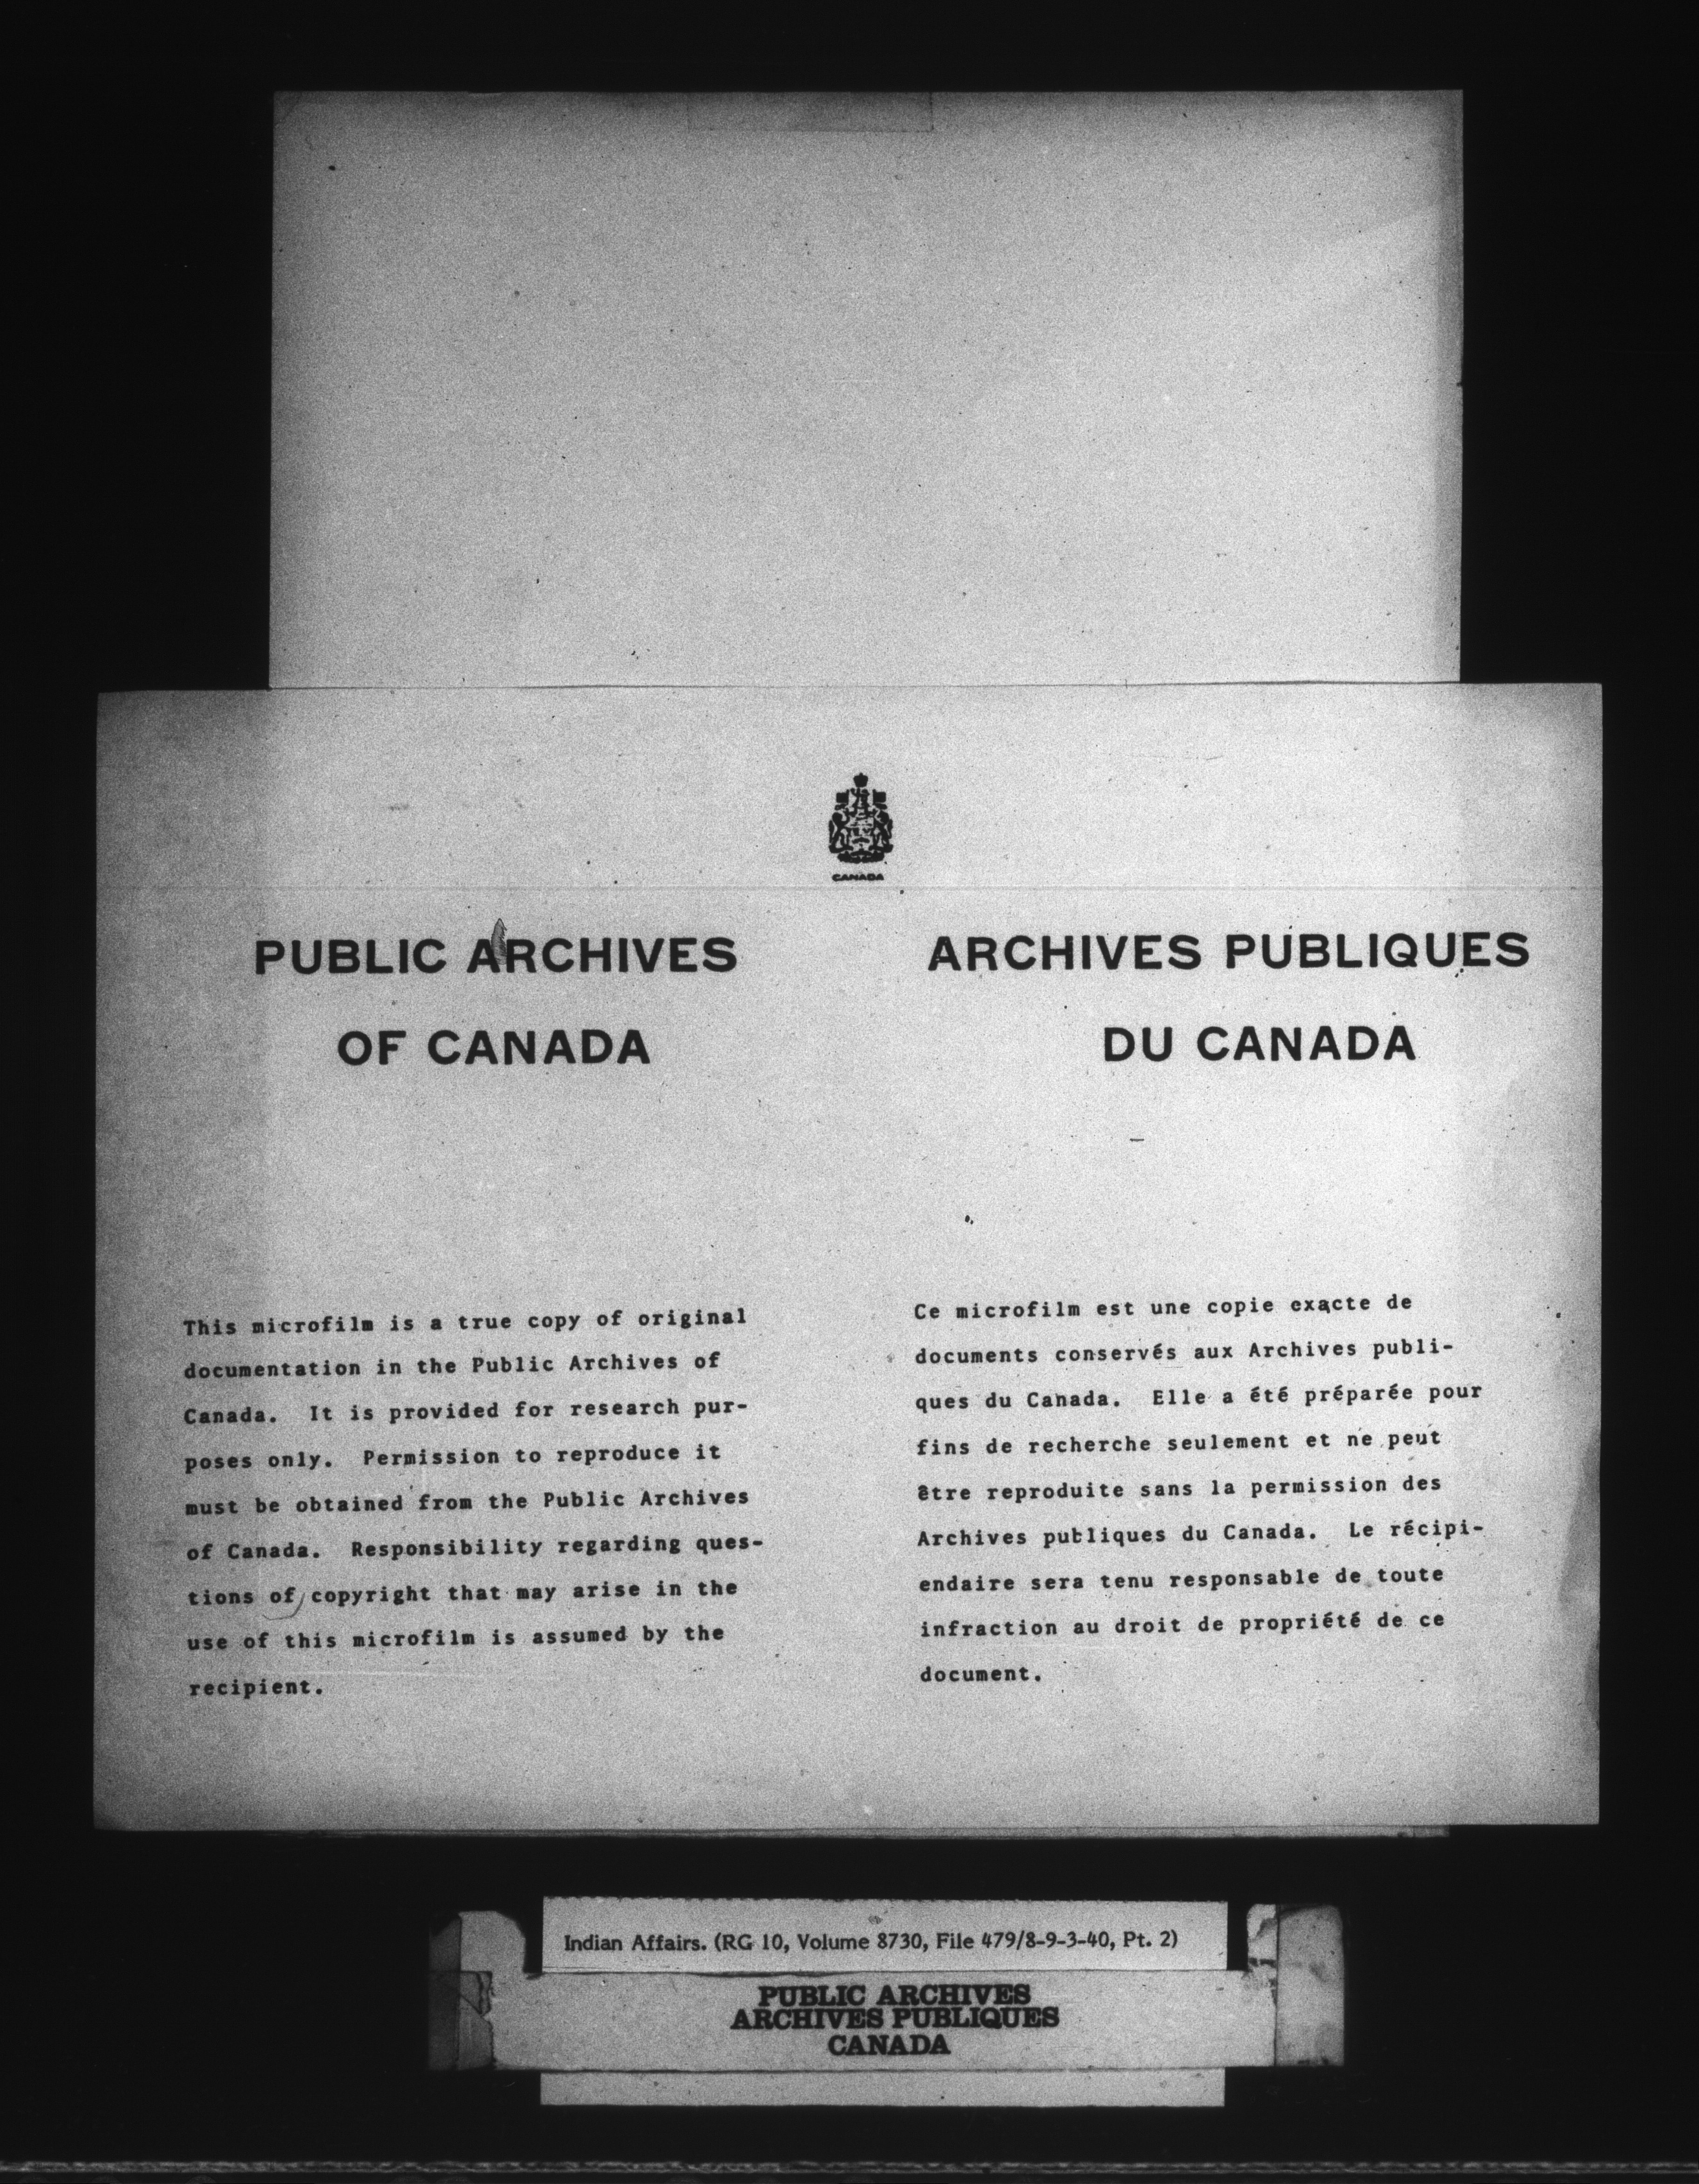 CANADA
PUBLIC ARCHIVES
OF CANADA
This microfilm is a true copy of original
documentation in the Public Archives of
Canada. It is provided for research pur-
poses only. Permission to reproduce it
must be obtained from the Public Archives
of Canada. Responsibility regarding ques-
tions of copyright that may arise in the
use of this microfilm is assumed by the
recipient.
ARCHIVES PUBLIQUES
DU CANADA
Ce microfilm est une copie exacte de
documents conservés aux Archives publi-
ques du Canada. Elle a été préparée pour
fins de recherche seulement et ne peut
être reproduite sans la permission des
Archives publiques du Canada. Le récipi-
endaire sera tenu responsable de toute
infraction au droit de propriété de ce
document.
Indian Affairs. (RG 10, Volume 8730, File 479/8-9-3-40, Pt. 2)
PUBLIC ARCHIVES
ARCHIVES PUBLIQUES
CANADA